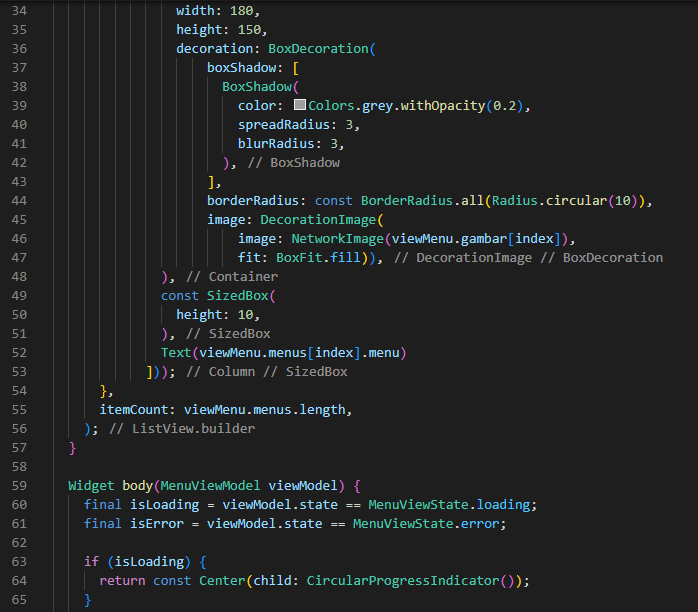 34 width: 180,
35 height: 150,
36 decoration: BoxDecoration(
37 boxShadow: [
38 BoxShadow(
39 color: Colors.grey.withOpacity(0.2),
40 spreadRadius: 3,
41 blurRadius: 3,
42 ), // BoxShadow
43 ],
44 borderRadius: const BorderRadius.all(Radius.circular(10)),
45 image: DecorationImage(
46 image: NetworkImage(viewMenu.gambar[index]),
47 fit: BoxFit.fill)), // DecorationImage // BoxDecoration
48 ), // Container
49 const SizedBox(
50 height: 10,
51 ), // SizedBox
52 Text(viewMenu.menus[index].menu)
53 ])); // Column // SizedBox
54 },
55 itemCount: viewMenu.menus.length,
56 ); // ListView.builder
57 }
58
59 Widget body(MenuViewModel viewModel) {
60 final isLoading = viewModel.state == MenuViewState.loading;
61 final isError = viewModel.state == MenuViewState.error;
62
63 if (isLoading) {
64 return const Center(child: CircularProgressIndicator());
65 }